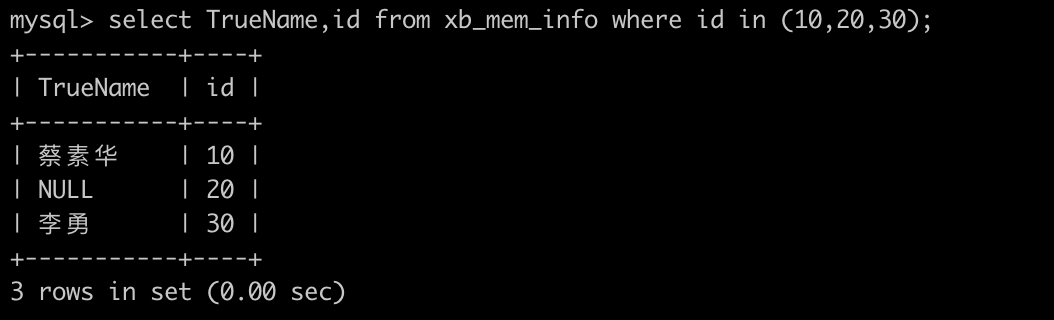 mysql> select TrueName,id from xb_mem_info where id in (10,20,30);
+-----------+----+
| TrueName  | id |
+-----------+----+
| 蔡素华    | 10 |
| NULL      | 20 |
| 李勇      | 30 |
+-----------+----+
3 rows in set (0.00 sec)